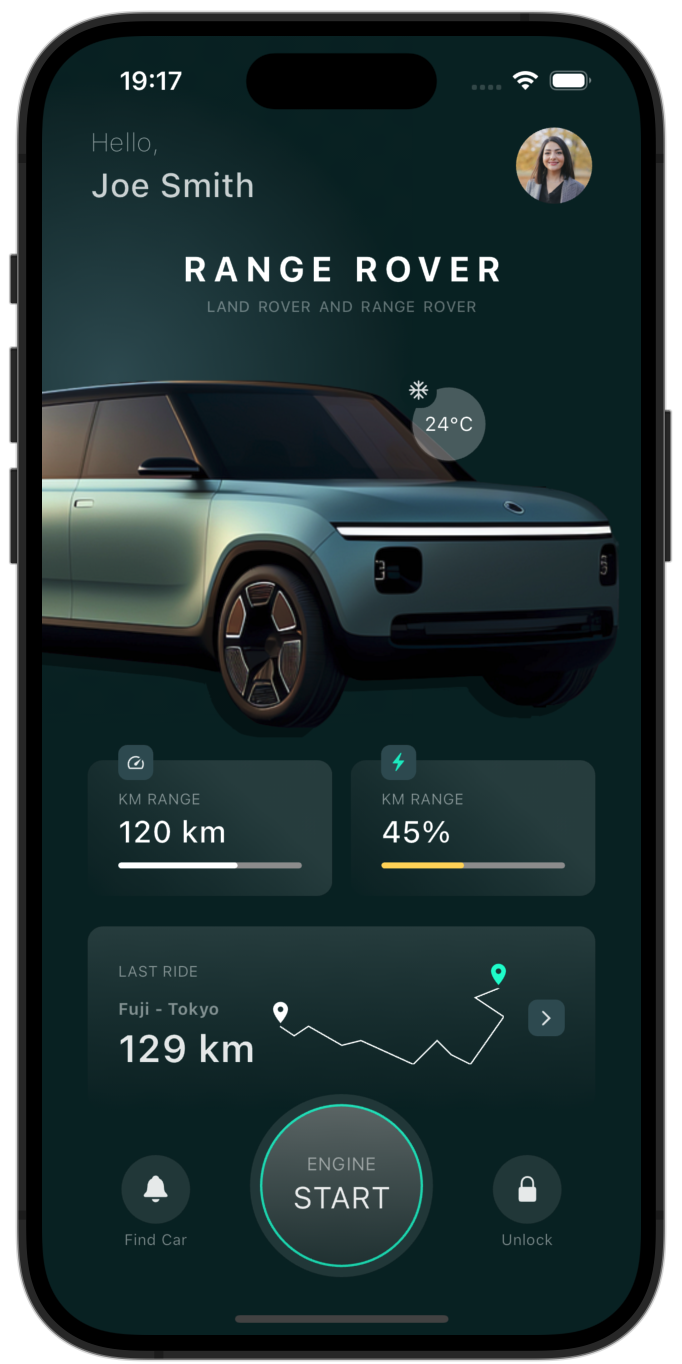 19:17
Hello,
Joe Smith
RANGE ROVER
LAND ROVER AND RANGE ROVER
24°C
KM RANGE
120 km
KM RANGE
45%
LAST RIDE
Fuji - Tokyo
129 km
ENGINE
START
Find Car
Unlock